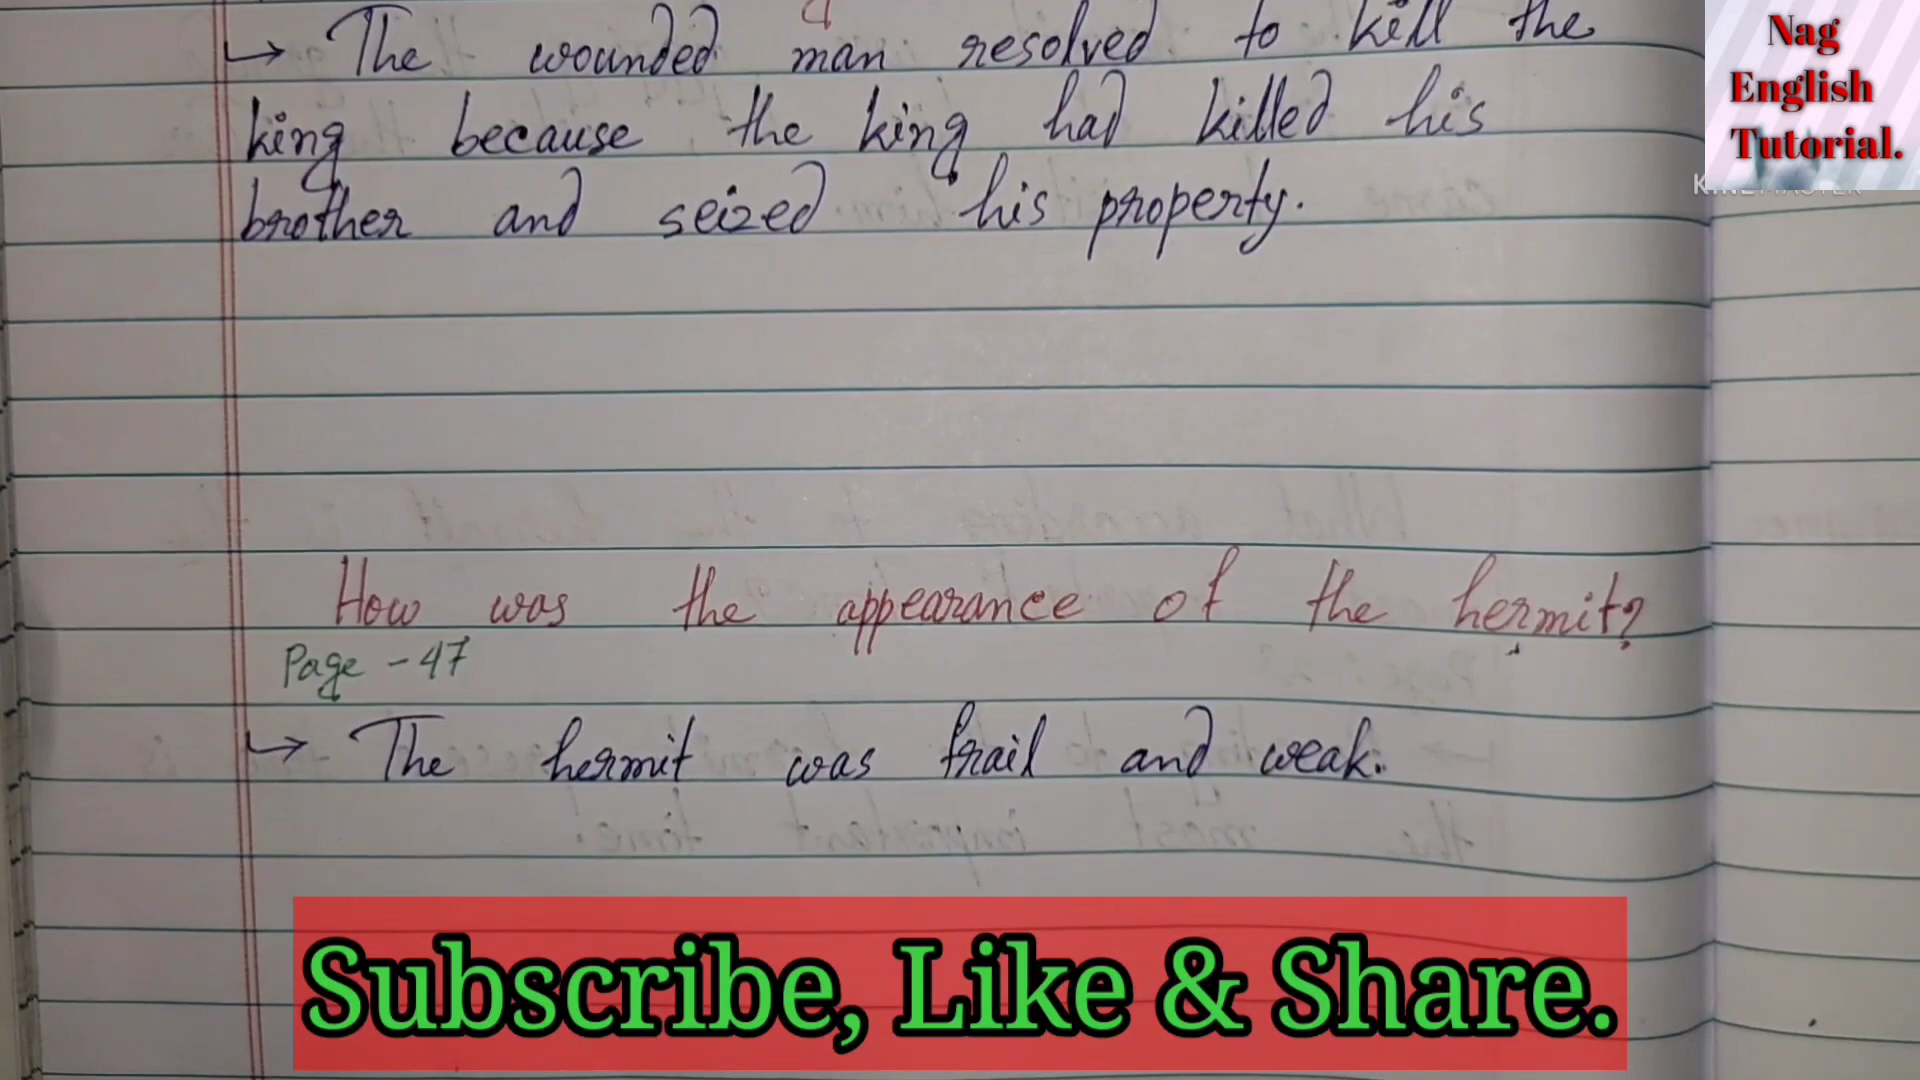 → The wounded man resolved to kill the
king because the king had killed his
brother and seized his property.
How was the appearance of the hermit?
Page - 47
→ The hermit was frail and weak.
Nag
English
Tutorial.
Subscribe, Like & Share.